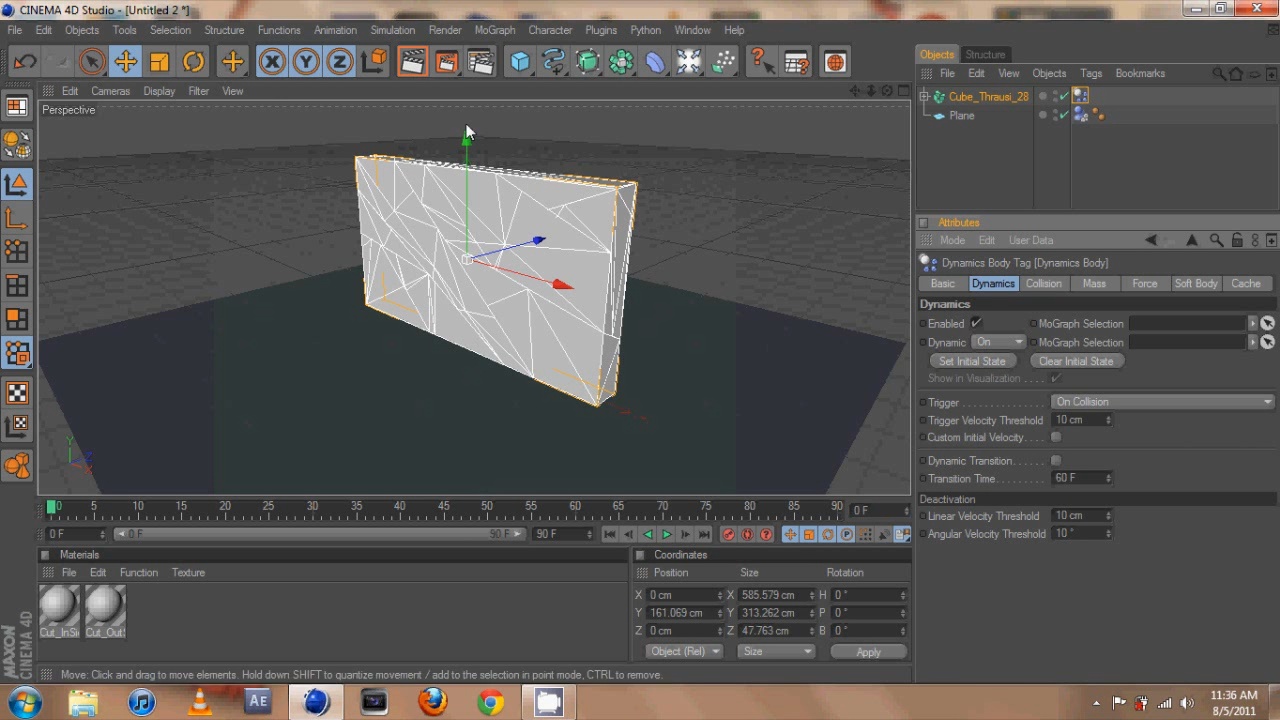 CINEMA 4D Studio - [Untitled 2 *]
File Edit Objects Tools Selection Structure Functions Animation Simulation Render MoGraph Character Plugins Python Window Help
Edit Cameras Display Filter View
Perspective
Y
Z
X
0 5 10 15 20 25 30 35 40 45 50 55 60 65 70 75 80 85 90 0 F
0 F 0 F 90 F 90 F
Materials
File Edit Function Texture
Cut_InSi Cut_Out
Coordinates
Position Size Rotation
X 0 cm X 585.579 cm H 0 °
Y 161.069 cm Y 313.262 cm P 0 °
Z 0 cm Z 47.763 cm B 0 °
Object (Rel) Size Apply
Move: Click and drag to move elements. Hold down SHIFT to quantize movement / add to the selection in point mode, CTRL to remove.
MAXON
CINEMA 4D
Objects Structure
File Edit View Objects Tags Bookmarks
Cube_Thrausi_28
Plane
Attributes
Mode Edit User Data
Dynamics Body Tag [Dynamics Body]
Basic Dynamics Collision Mass Force Soft Body Cache
Dynamics
Enabled MoGraph Selection
Dynamic On MoGraph Selection
Set Initial State Clear Initial State
Show in Visualization
Trigger On Collision
Trigger Velocity Threshold 10 cm
Custom Initial Velocity
Dynamic Transition
Transition Time 60 F
Deactivation
Linear Velocity Threshold 10 cm
Angular Velocity Threshold 10 °
Ae
11:36 AM
8/5/2011